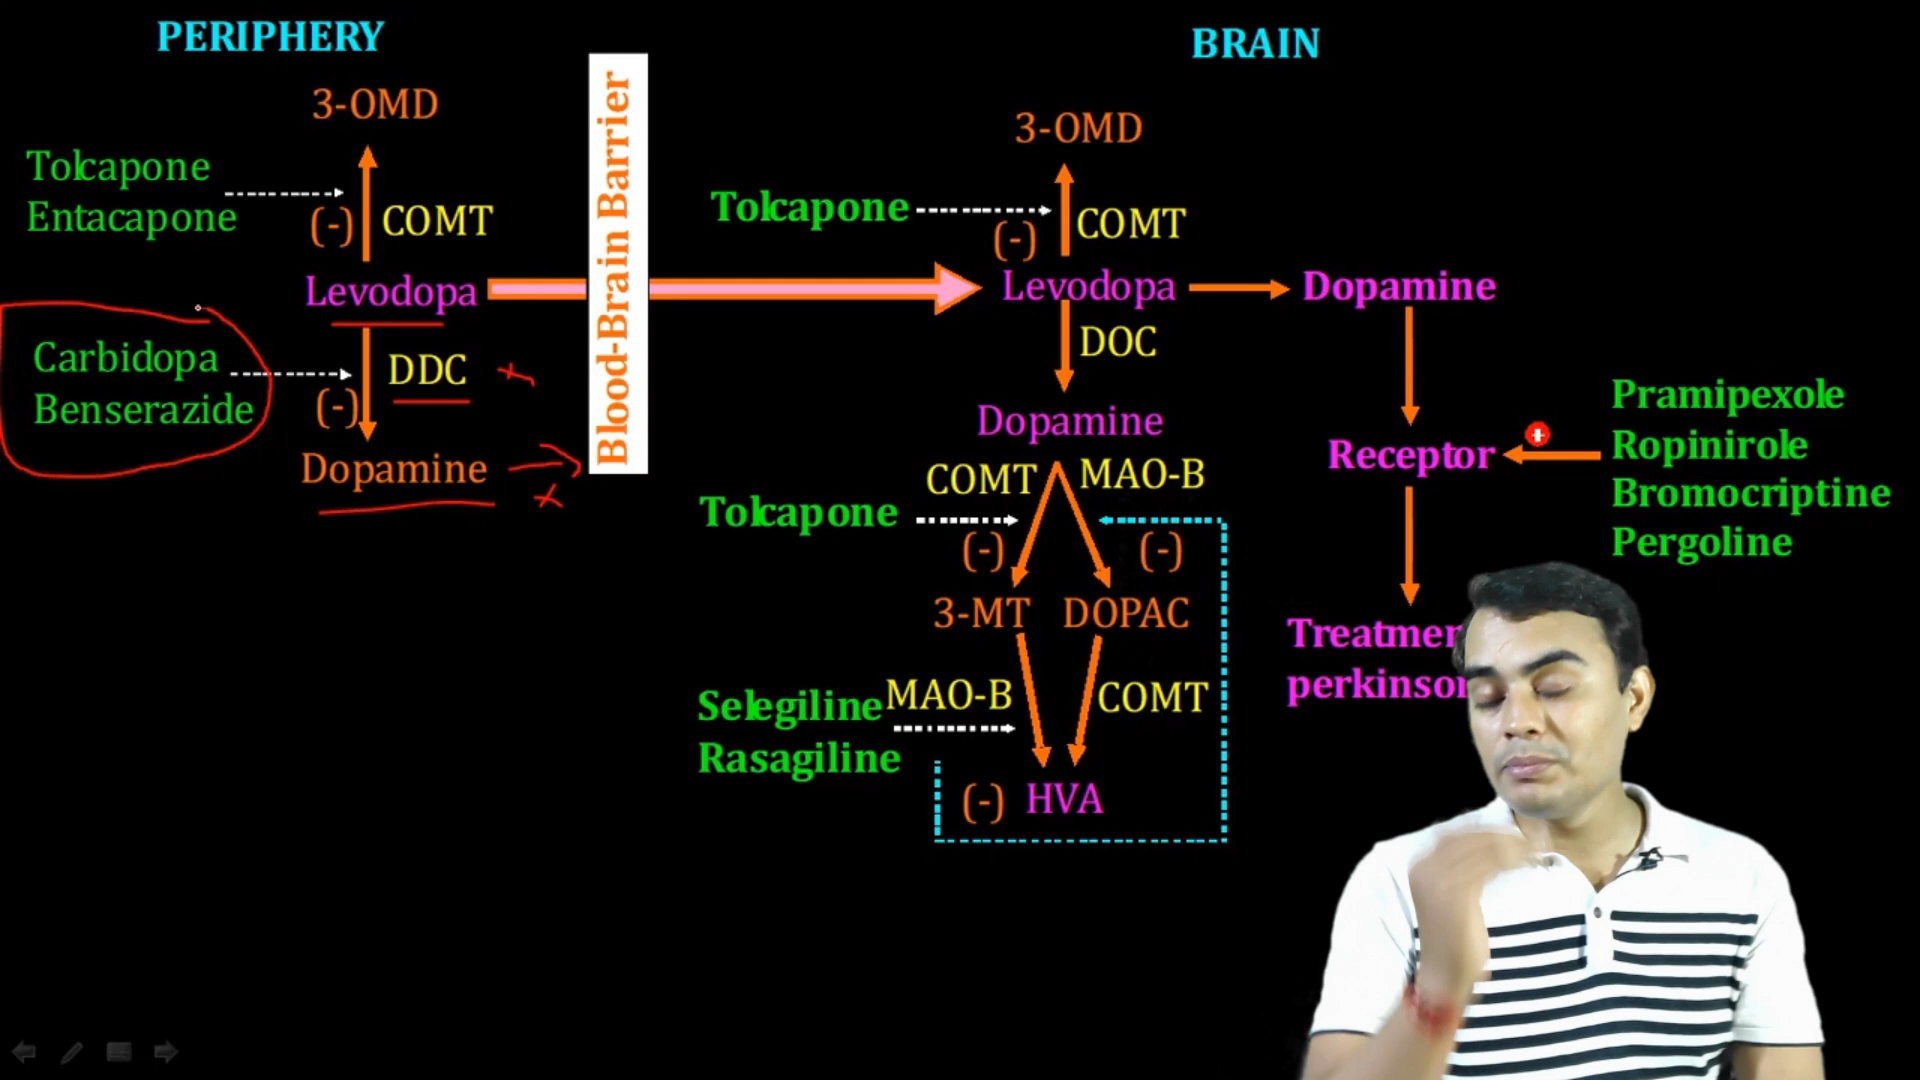 PERIPHERY
BRAIN
3-OMD
Tolcapone
Entacapone
(-)
COMT
Levodopa
Carbidopa
Benserazide
(-)
DDC
Dopamine
Blood-Brain Barrier
3-OMD
Tolcapone
(-)
COMT
Levodopa
Dopamine
DOC
Dopamine
COMT
MAO-B
Tolcapone
(-)
(-)
3-MT
DOPAC
Selegiline
Rasagiline
MAO-B
COMT
(-)
HVA
Receptor
+
Pramipexole
Ropinirole
Bromocriptine
Pergoline
Treatmen
perkinson